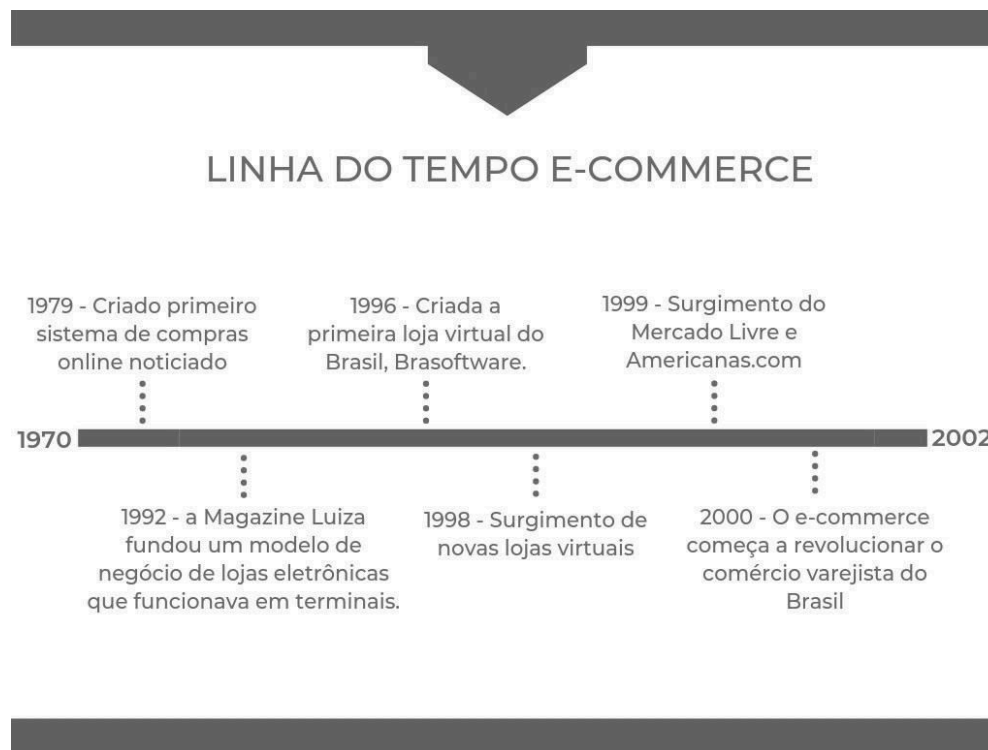 LINHA DO TEMPO E-COMMERCE
1979 - Criado primeiro
sistema de compras
online noticiado
1996 - Criada a
primeira loja virtual do
Brasil, Brasoftware.
1999 - Surgimento do
Mercado Livre e
Americanas.com
1970
2002
1992 - a Magazine Luiza
fundou um modelo de
negócio de lojas eletrônicas
que funcionava em terminais.
1998 - Surgimento de
novas lojas virtuais
2000 - O e-commerce
começa a revolucionar o
comércio varejista do
Brasil